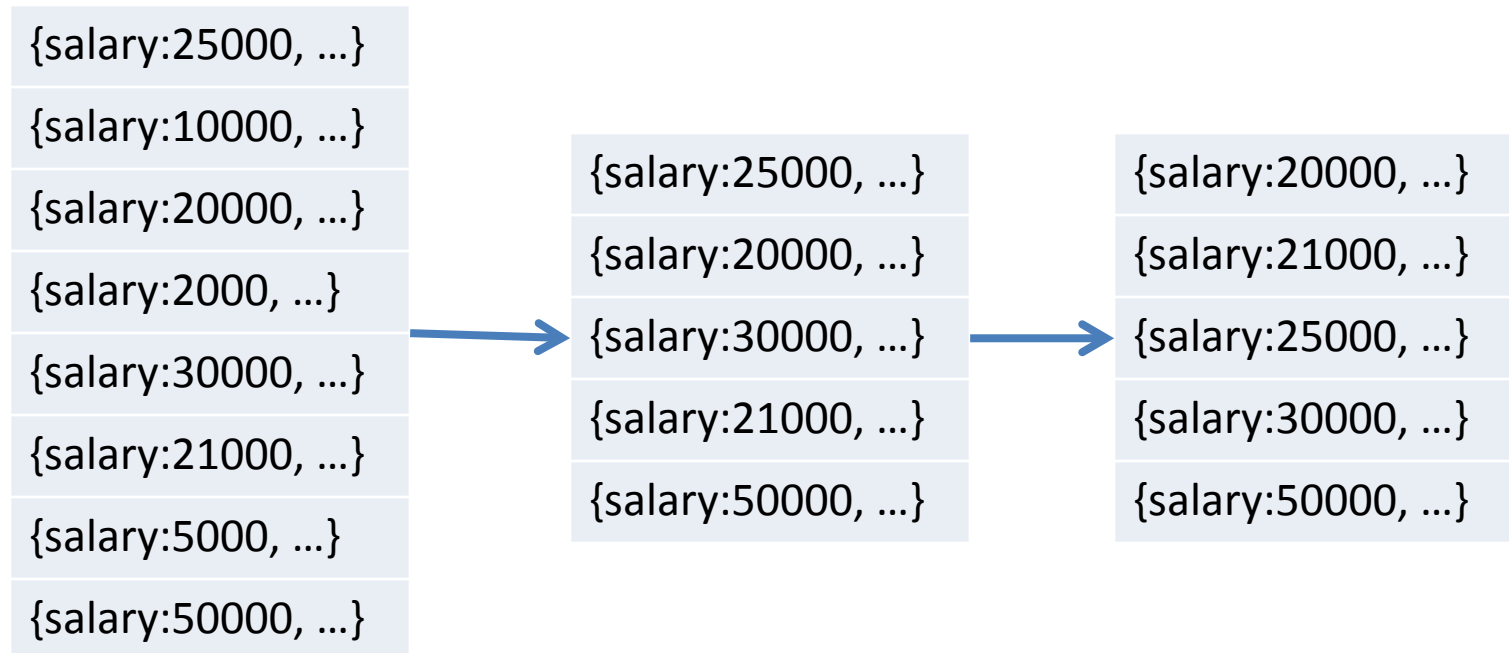 {salary:25000, …}
{salary:10000, …}
{salary:20000, …}
{salary:2000, …}
{salary:30000, …}
{salary:21000, …}
{salary:5000, …}
{salary:50000, …}
{salary:25000, …}
{salary:20000, …}
{salary:30000, …}
{salary:21000, …}
{salary:50000, …}
{salary:20000, …}
{salary:21000, …}
{salary:25000, …}
{salary:30000, …}
{salary:50000, …}